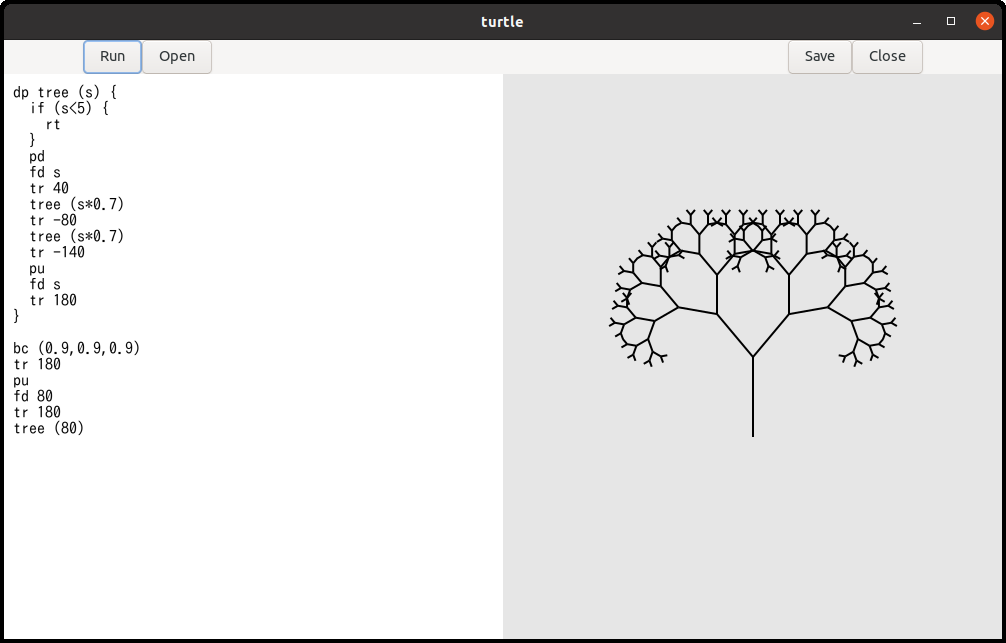 turtle
Run Open Save Close
dp tree (s) {
  if (s<5) {
    rt
  }
  pd
  fd s
  tr 40
  tree (s*0.7)
  tr -80
  tree (s*0.7)
  tr -140
  pu
  fd s
  tr 180
}

bc (0.9,0.9,0.9)
tr 180
pu
fd 80
tr 180
tree (80)